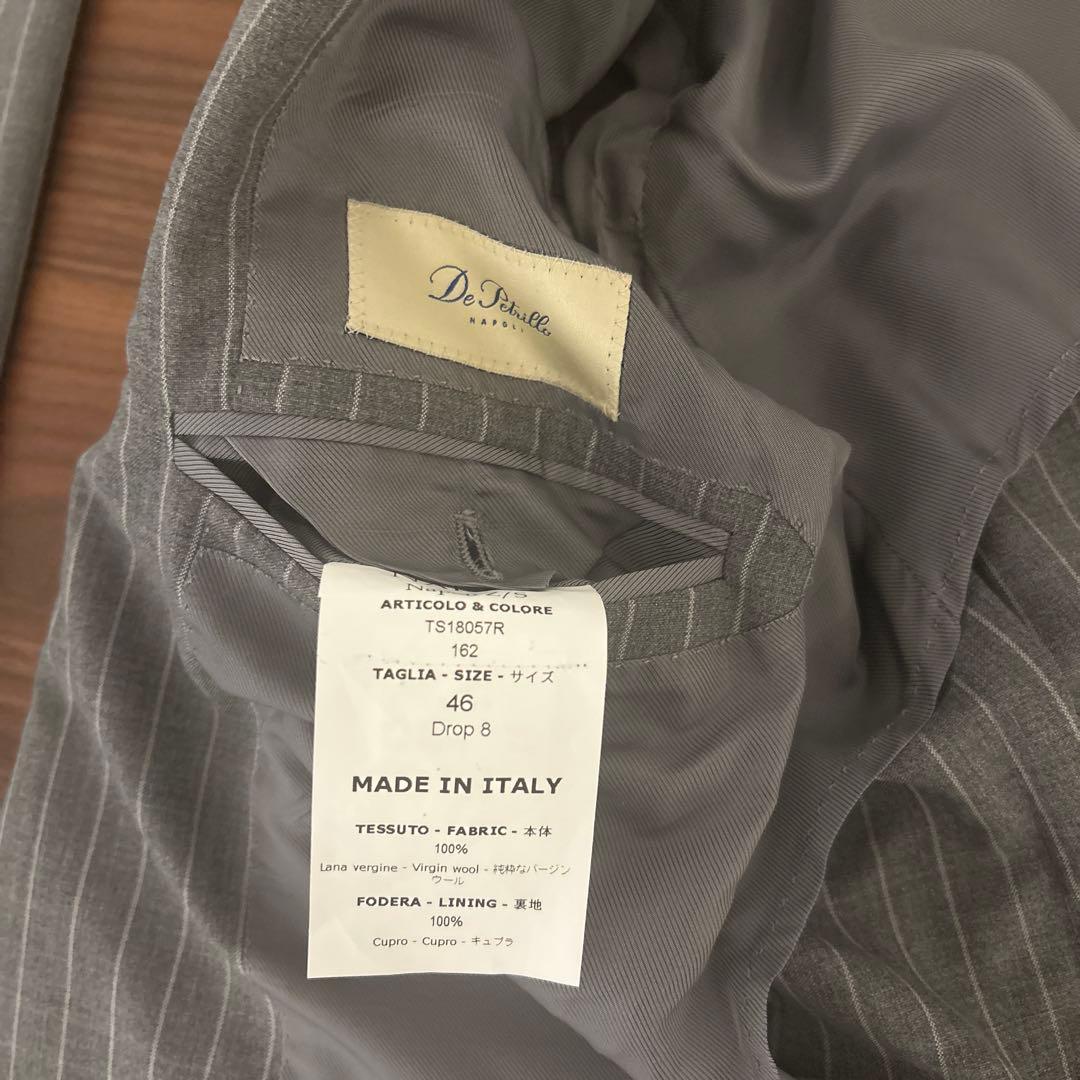 De Petrillo
NAPOLI
ARTICOLO & COLORE
TS18057R
162
TAGLIA - SIZE - サイズ
46
Drop 8
MADE IN ITALY
TESSUTO - FABRIC - 本体
100%
Lana vergine - Virgin wool - 純粋なバージン
ウール
FODERA - LINING - 裏地
100%
Cupro - Cupro - キュプラ